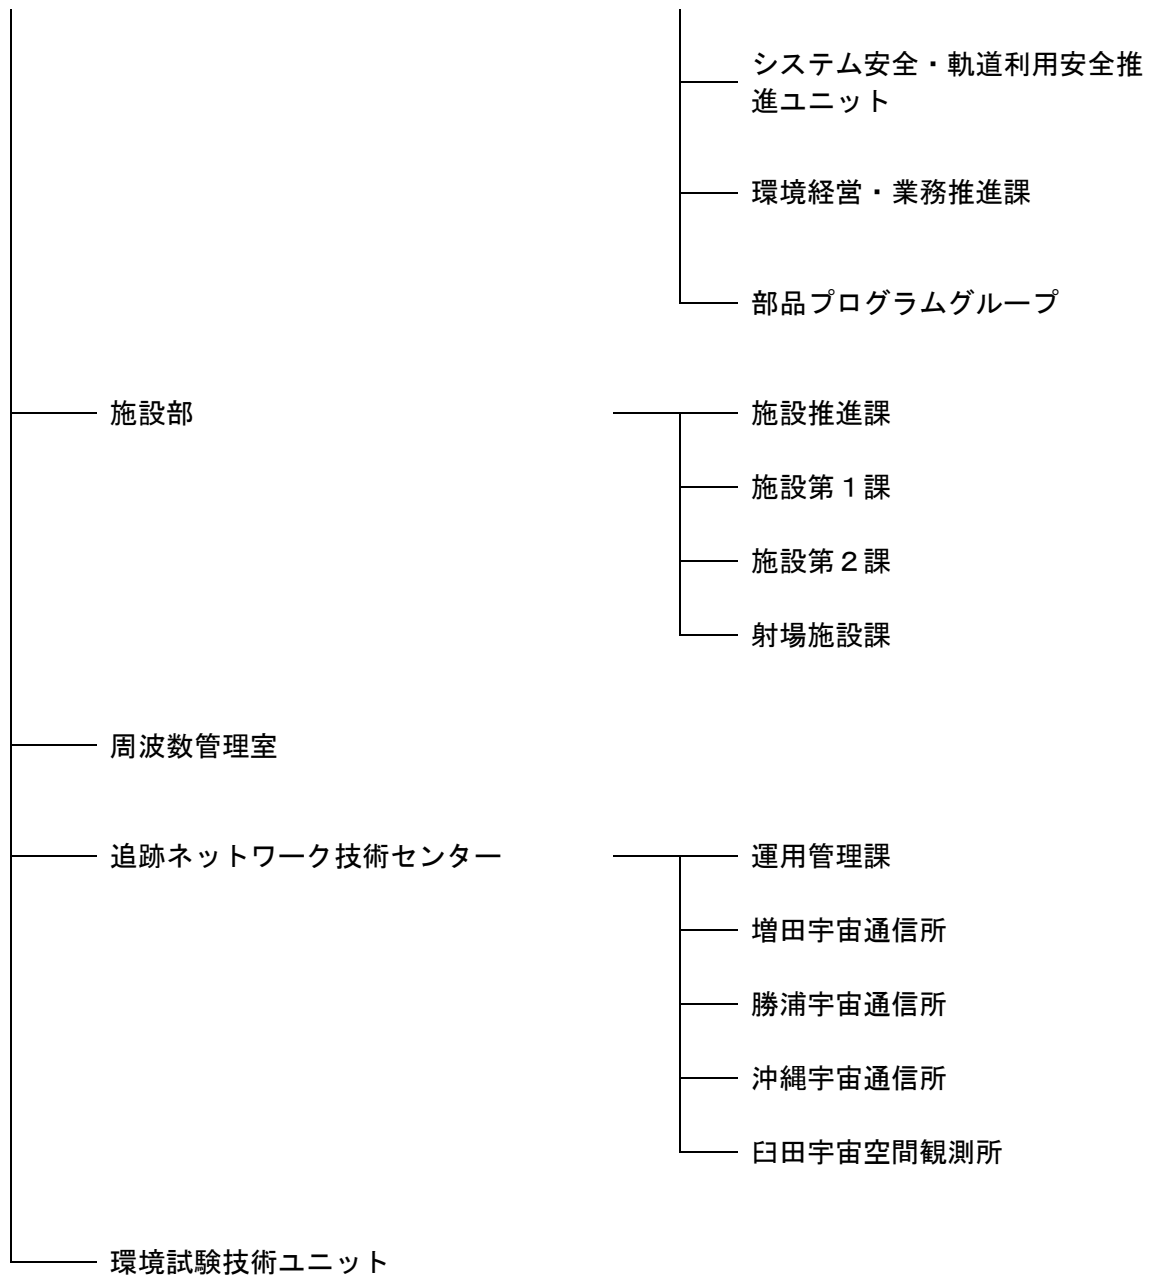 システム安全・軌道利用安全推
進ユニット
環境経営・業務推進課
部品プログラムグループ
施設部
施設推進課
施設第１課
施設第２課
射場施設課
周波数管理室
追跡ネットワーク技術センター
運用管理課
増田宇宙通信所
勝浦宇宙通信所
沖縄宇宙通信所
臼田宇宙空間観測所
環境試験技術ユニット